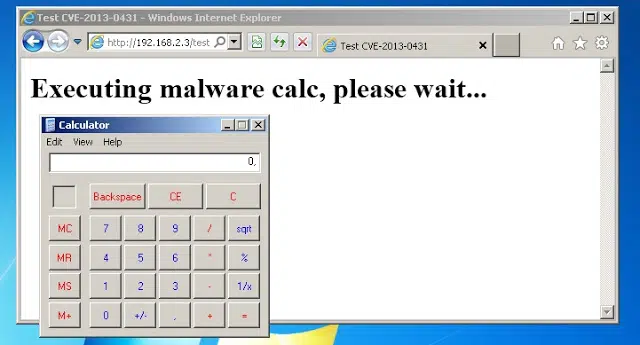 Test CVE-2013-0431 - Windows Internet Explorer
http://192.168.2.3/test
Test CVE-2013-0431
Executing malware calc, please wait...
Calculator
Edit View Help
0,
Backspace CE C
MC 7 8 9 / sqrt
MR 4 5 6 * %
MS 1 2 3 - 1/x
M+ 0 +/- , + =